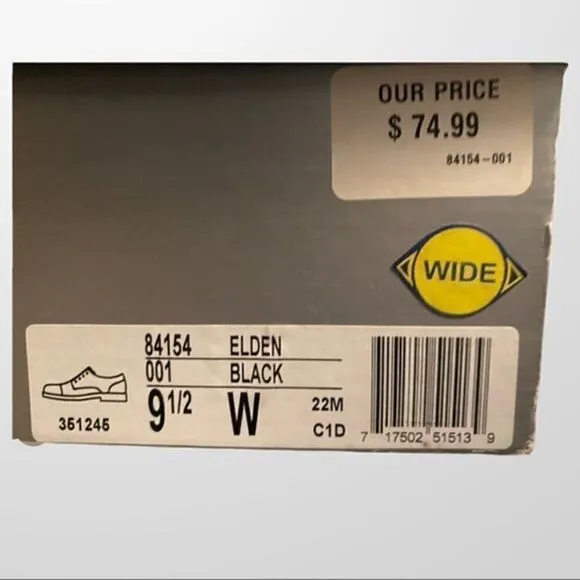 OUR PRICE
$ 74.99
84154-001
WIDE
84154 ELDEN
001 BLACK
9 1/2 W 22M
C1D
351245
7 17502 51513 9